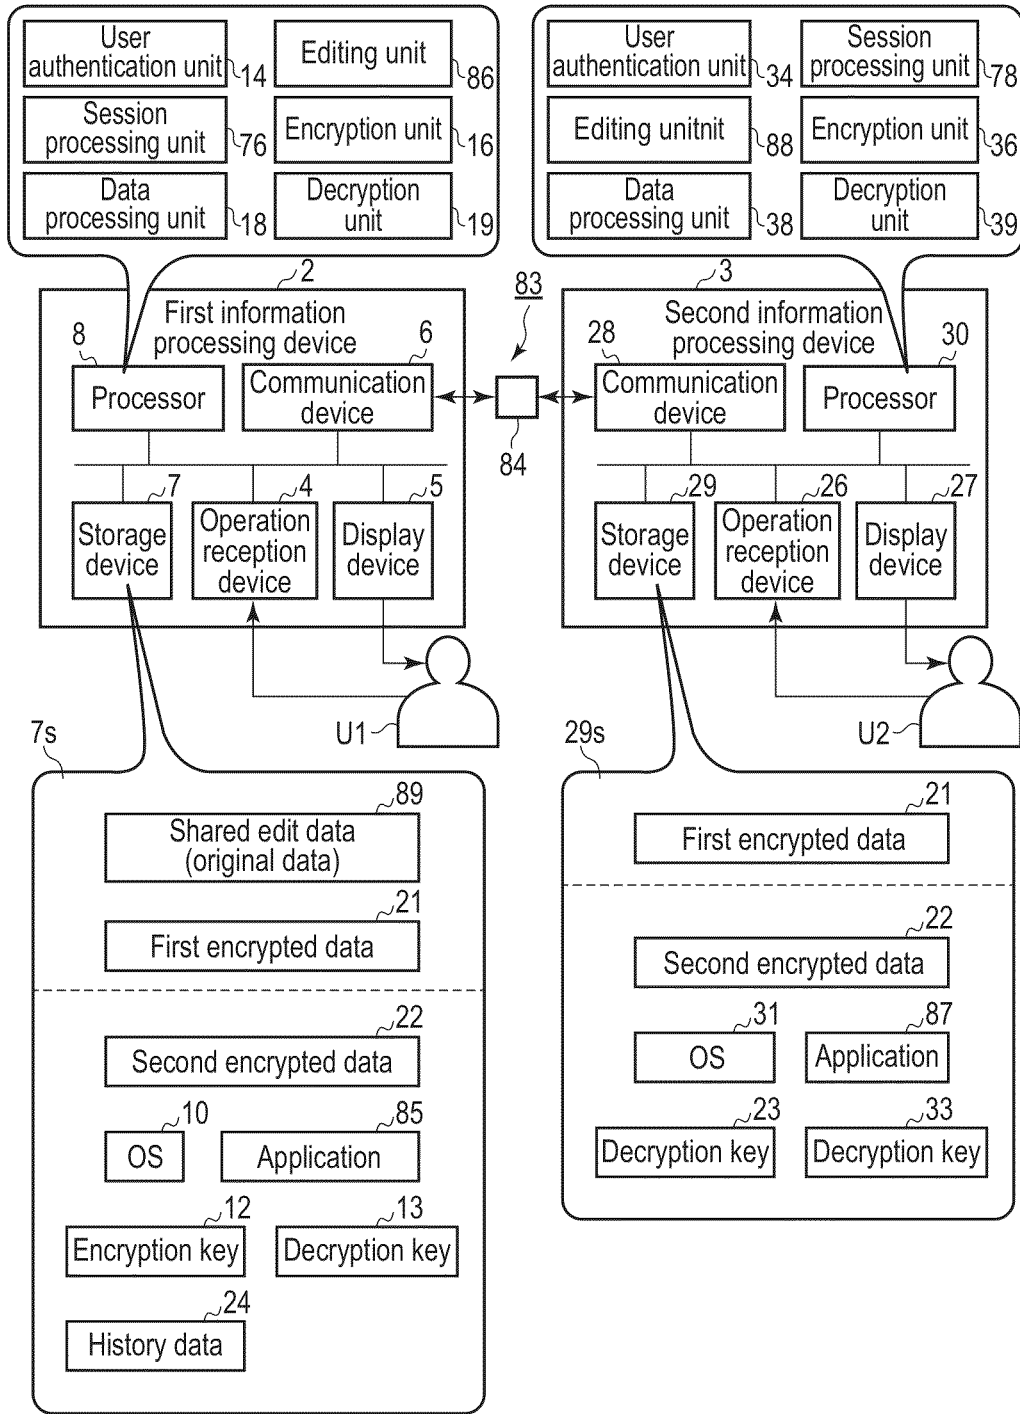 User
authentication unit
14
Editing unit
86
Session
processing unit
76
Encryption unit
16
Data
processing unit
18
Decryption
unit
19
User
authentication unit
34
Session
processing unit
78
Editing unitnit
88
Encryption unit
36
Data
processing unit
38
Decryption
unit
39
2
First information
processing device
8
Processor
6
Communication
device
7
Storage
device
4
Operation
reception
device
5
Display
device
U1
83
84
3
Second information
processing device
28
Communication
device
30
Processor
29
Storage
device
26
Operation
reception
device
27
Display
device
U2
7s
89
Shared edit data
(original data)
21
First encrypted data
22
Second encrypted data
10
OS
85
Application
12
Encryption key
13
Decryption key
24
History data
29s
21
First encrypted data
22
Second encrypted data
31
OS
87
Application
23
Decryption key
33
Decryption key